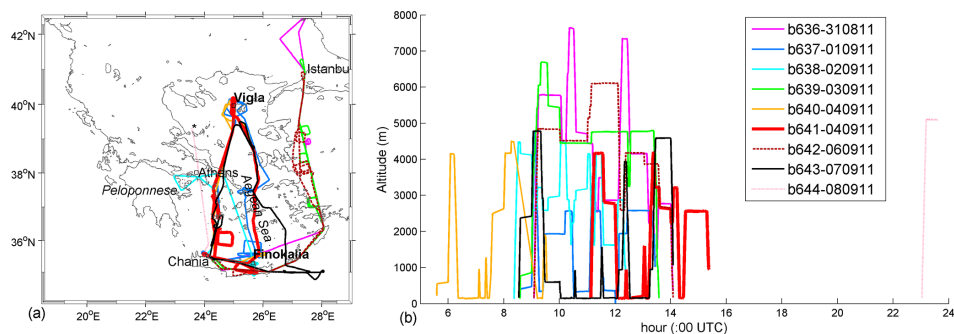 42°N
40°N
38°N
36°N
Istanbu
Vigla
*
Athens
Peloponnese
Aegean Sea
Chania
Finokalia
20°E 22°E 24°E 26°E 28°E
(a)
8000
7000
6000
5000
4000
3000
2000
1000
0
Altitude (m)
6 8 10 12 14 16 18 20 22 24
hour (:00 UTC)
(b)
b636-310811
b637-010911
b638-020911
b639-030911
b640-040911
b641-040911
b642-060911
b643-070911
b644-080911